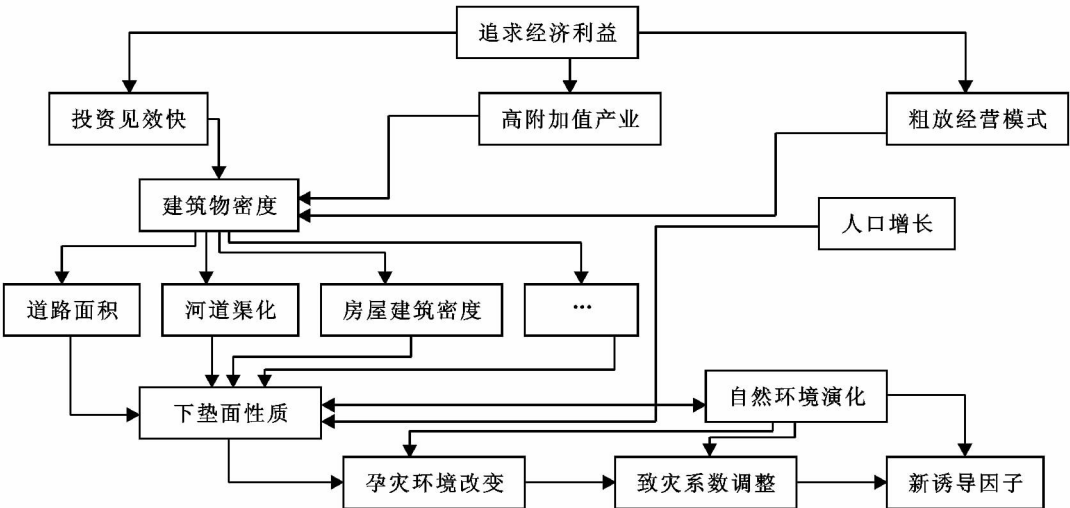 追求经济利益
投资见效快
高附加值产业
粗放经营模式
建筑物密度
人口增长
道路面积
河道渠化
房屋建筑密度
…
下垫面性质
自然环境演化
孕灾环境改变
致灾系数调整
新诱导因子